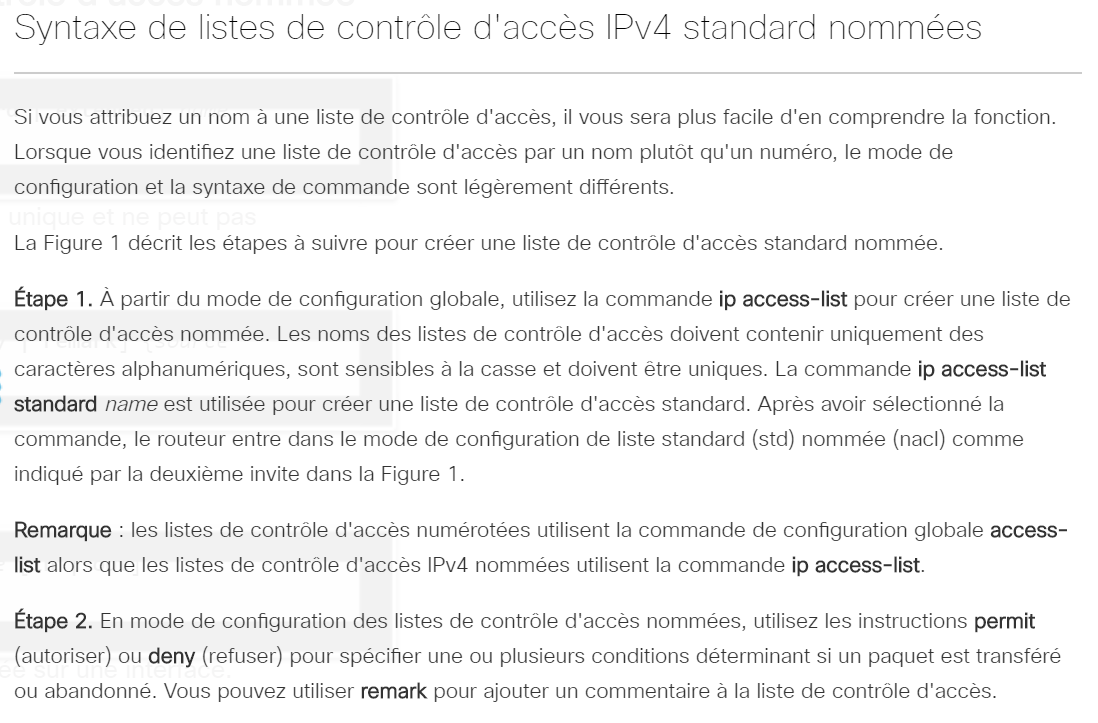 Syntaxe de listes de contrôle d'accès IPv4 standard nommées
Si vous attribuez un nom à une liste de contrôle d'accès, il vous sera plus facile d'en comprendre la fonction.
Lorsque vous identifiez une liste de contrôle d'accès par un nom plutôt qu'un numéro, le mode de
configuration et la syntaxe de commande sont légèrement différents.
unique et ne peut pas
La Figure 1 décrit les étapes à suivre pour créer une liste de contrôle d'accès standard nommée.
Étape 1. À partir du mode de configuration globale, utilisez la commande ip access-list pour créer une liste de
contrôle d'accès nommée. Les noms des listes de contrôle d'accès doivent contenir uniquement des
caractères alphanumériques, sont sensibles à la casse et doivent être uniques. La commande ip access-list
standard name est utilisée pour créer une liste de contrôle d'accès standard. Après avoir sélectionné la
commande, le routeur entre dans le mode de configuration de liste standard (std) nommée (nacl) comme
indiqué par la deuxième invite dans la Figure 1.
Remarque : les listes de contrôle d'accès numérotées utilisent la commande de configuration globale access-
list alors que les listes de contrôle d'accès IPv4 nommées utilisent la commande ip access-list.
Étape 2. En mode de configuration des listes de contrôle d'accès nommées, utilisez les instructions permit
(autoriser) ou deny (refuser) pour spécifier une ou plusieurs conditions déterminant si un paquet est transféré
sur une interface.
ou abandonné. Vous pouvez utiliser remark pour ajouter un commentaire à la liste de contrôle d'accès.